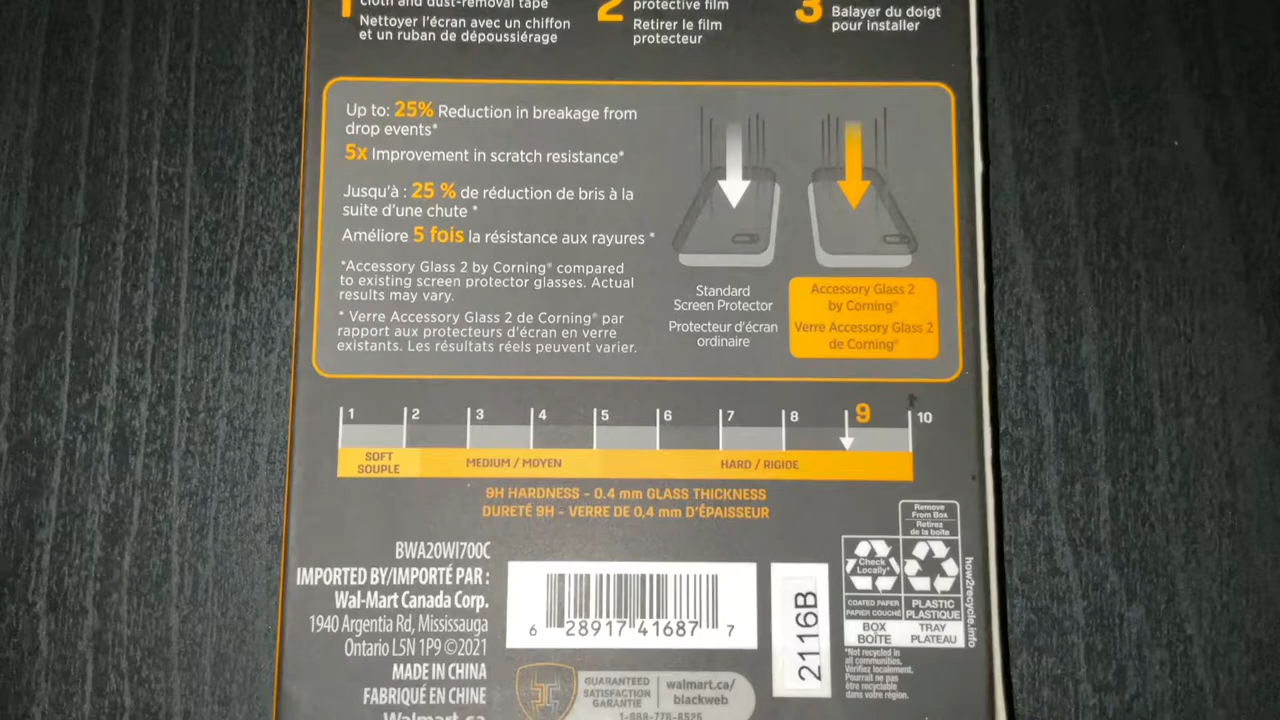 1
cloth and dust-removal tape
Nettoyer l'écran avec un chiffon
et un ruban de dépoussiérage
2
protective film
Retirer le film
protecteur
3
Balayer du doigt
pour installer
Up to: 25% Reduction in breakage from
drop events*
5x Improvement in scratch resistance*
Jusqu'à : 25 % de réduction de bris à la
suite d'une chute *
Améliore 5 fois la résistance aux rayures *
*Accessory Glass 2 by Corning® compared
to existing screen protector glasses. Actual
results may vary.
* Verre Accessory Glass 2 de Corning® par
rapport aux protecteurs d'écran en verre
existants. Les résultats réels peuvent varier.
Standard
Screen Protector
Protecteur d'écran
ordinaire
Accessory Glass 2
by Corning®
Verre Accessory Glass 2
de Corning®
1 2 3 4 5 6 7 8 9 10
SOFT
SOUPLE
MEDIUM / MOYEN
HARD / RIGIDE
9H HARDNESS - 0.4 mm GLASS THICKNESS
DURETÉ 9H - VERRE DE 0,4 mm D'ÉPAISSEUR
BWA20WI700C
IMPORTED BY/IMPORTÉ PAR :
Wal-Mart Canada Corp.
1940 Argentia Rd, Mississauga
Ontario L5N 1P9 ©2021
MADE IN CHINA
FABRIQUÉ EN CHINE
Walmart.ca
6 28917 41687 7
2116B
GUARANTEED
SATISFACTION
GARANTIE
walmart.ca/
blackweb
1-888-778-8525
Remove
From Box
Retirez
de la boîte
Check
Locally*
COATED PAPER
PAPIER COUCHÉ
PLASTIC
PLASTIQUE
BOX
BOÎTE
TRAY
PLATEAU
how2recycle.info
*Not recycled in
all communities.
Vérifiez localement.
Pourrait ne pas
être recyclable
dans votre région.